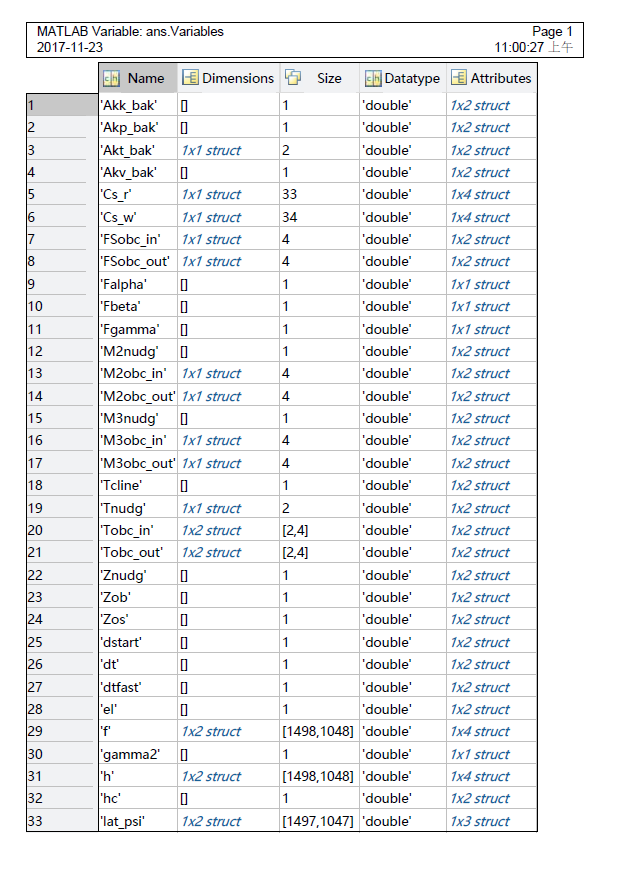 MATLAB Variable: ans.Variables Page 1
2017-11-23 11:00:27 上午
Name Dimensions Size Datatype Attributes
1 'Akk_bak' [] 1 'double' 1x2 struct
2 'Akp_bak' [] 1 'double' 1x2 struct
3 'Akt_bak' 1x1 struct 2 'double' 1x2 struct
4 'Akv_bak' [] 1 'double' 1x2 struct
5 'Cs_r' 1x1 struct 33 'double' 1x4 struct
6 'Cs_w' 1x1 struct 34 'double' 1x4 struct
7 'FSobc_in' 1x1 struct 4 'double' 1x2 struct
8 'FSobc_out' 1x1 struct 4 'double' 1x2 struct
9 'Falpha' [] 1 'double' 1x1 struct
10 'Fbeta' [] 1 'double' 1x1 struct
11 'Fgamma' [] 1 'double' 1x1 struct
12 'M2nudg' [] 1 'double' 1x2 struct
13 'M2obc_in' 1x1 struct 4 'double' 1x2 struct
14 'M2obc_out' 1x1 struct 4 'double' 1x2 struct
15 'M3nudg' [] 1 'double' 1x2 struct
16 'M3obc_in' 1x1 struct 4 'double' 1x2 struct
17 'M3obc_out' 1x1 struct 4 'double' 1x2 struct
18 'Tcline' [] 1 'double' 1x2 struct
19 'Tnudg' 1x1 struct 2 'double' 1x2 struct
20 'Tobc_in' 1x2 struct [2,4] 'double' 1x2 struct
21 'Tobc_out' 1x2 struct [2,4] 'double' 1x2 struct
22 'Znudg' [] 1 'double' 1x2 struct
23 'Zob' [] 1 'double' 1x2 struct
24 'Zos' [] 1 'double' 1x2 struct
25 'dstart' [] 1 'double' 1x2 struct
26 'dt' [] 1 'double' 1x2 struct
27 'dtfast' [] 1 'double' 1x2 struct
28 'el' [] 1 'double' 1x2 struct
29 'f' 1x2 struct [1498,1048] 'double' 1x4 struct
30 'gamma2' [] 1 'double' 1x1 struct
31 'h' 1x2 struct [1498,1048] 'double' 1x4 struct
32 'hc' [] 1 'double' 1x2 struct
33 'lat_psi' 1x2 struct [1497,1047] 'double' 1x3 struct